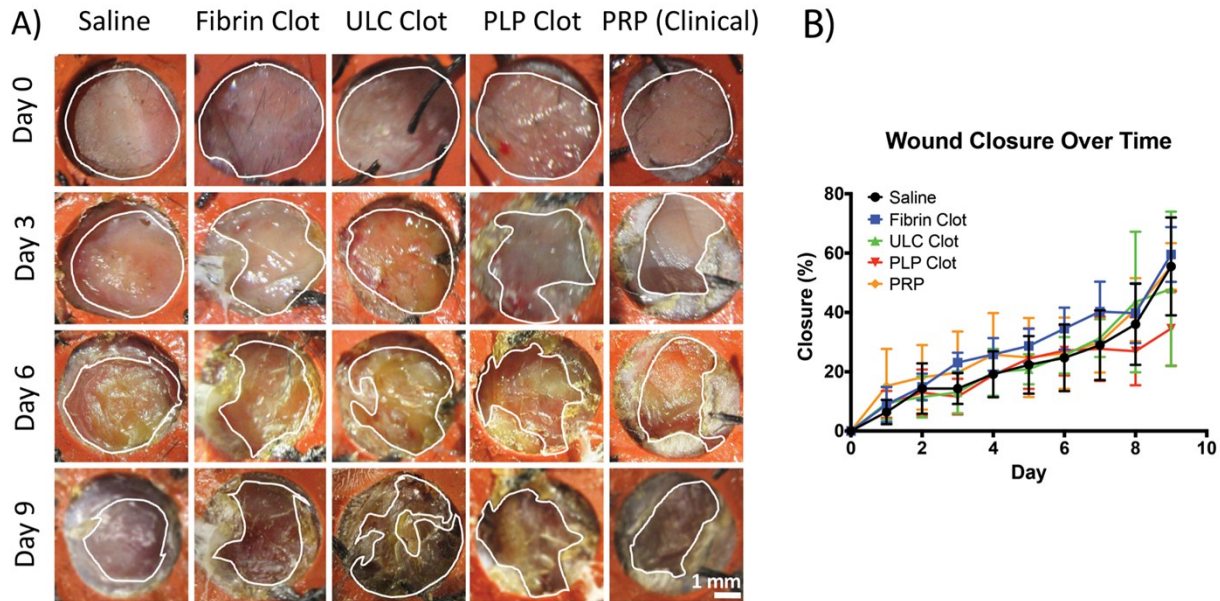 A)
Saline
Fibrin Clot
ULC Clot
PLP Clot
PRP (Clinical)
Day 0
Day 3
Day 6
Day 9
1 mm
B)
Wound Closure Over Time
Saline
Fibrin Clot
ULC Clot
PLP Clot
PRP
Closure (%)
80
60
40
20
0
0 2 4 6 8 10
Day